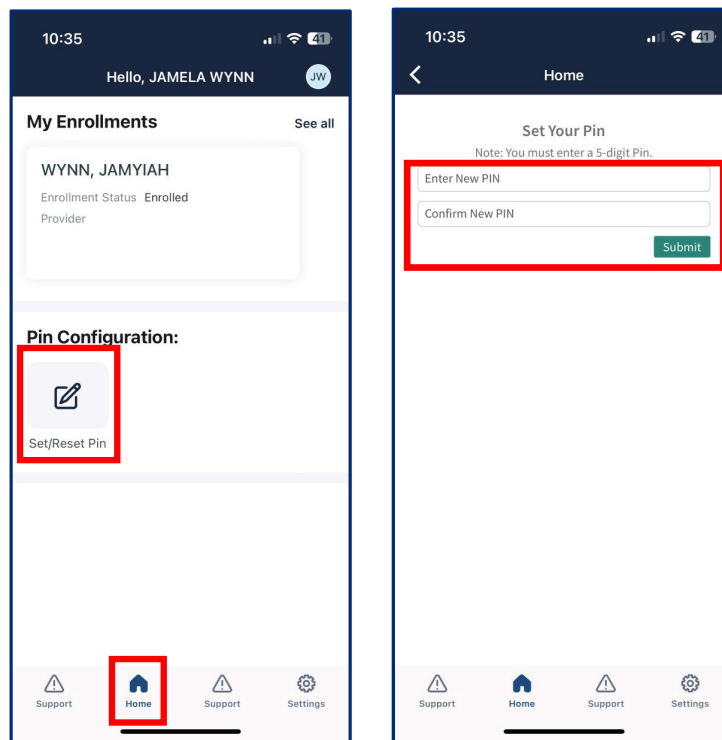 10:35
41
Hello, JAMELA WYNN
JW
My Enrollments
See all
WYNN, JAMYIAH
Enrollment Status Enrolled
Provider
Pin Configuration:
Set/Reset Pin
Support
Home
Support
Settings
10:35
41
Home
Set Your Pin
Note: You must enter a 5-digit Pin.
Enter New PIN
Confirm New PIN
Submit
Support
Home
Support
Settings